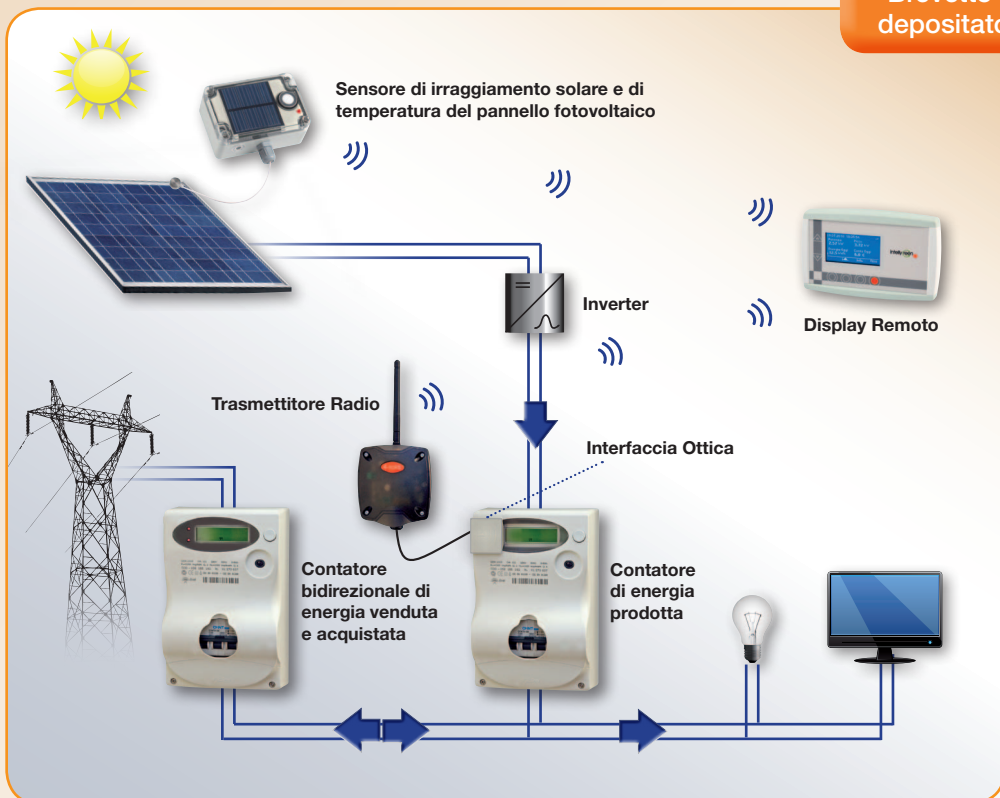 Brevetto
depositato
Sensore di irraggiamento solare e di
temperatura del pannello fotovoltaico
Inverter
Display Remoto
Trasmettitore Radio
Interfaccia Ottica
Contatore
bidirezionale di
energia venduta
e acquistata
Contatore
di energia
prodotta